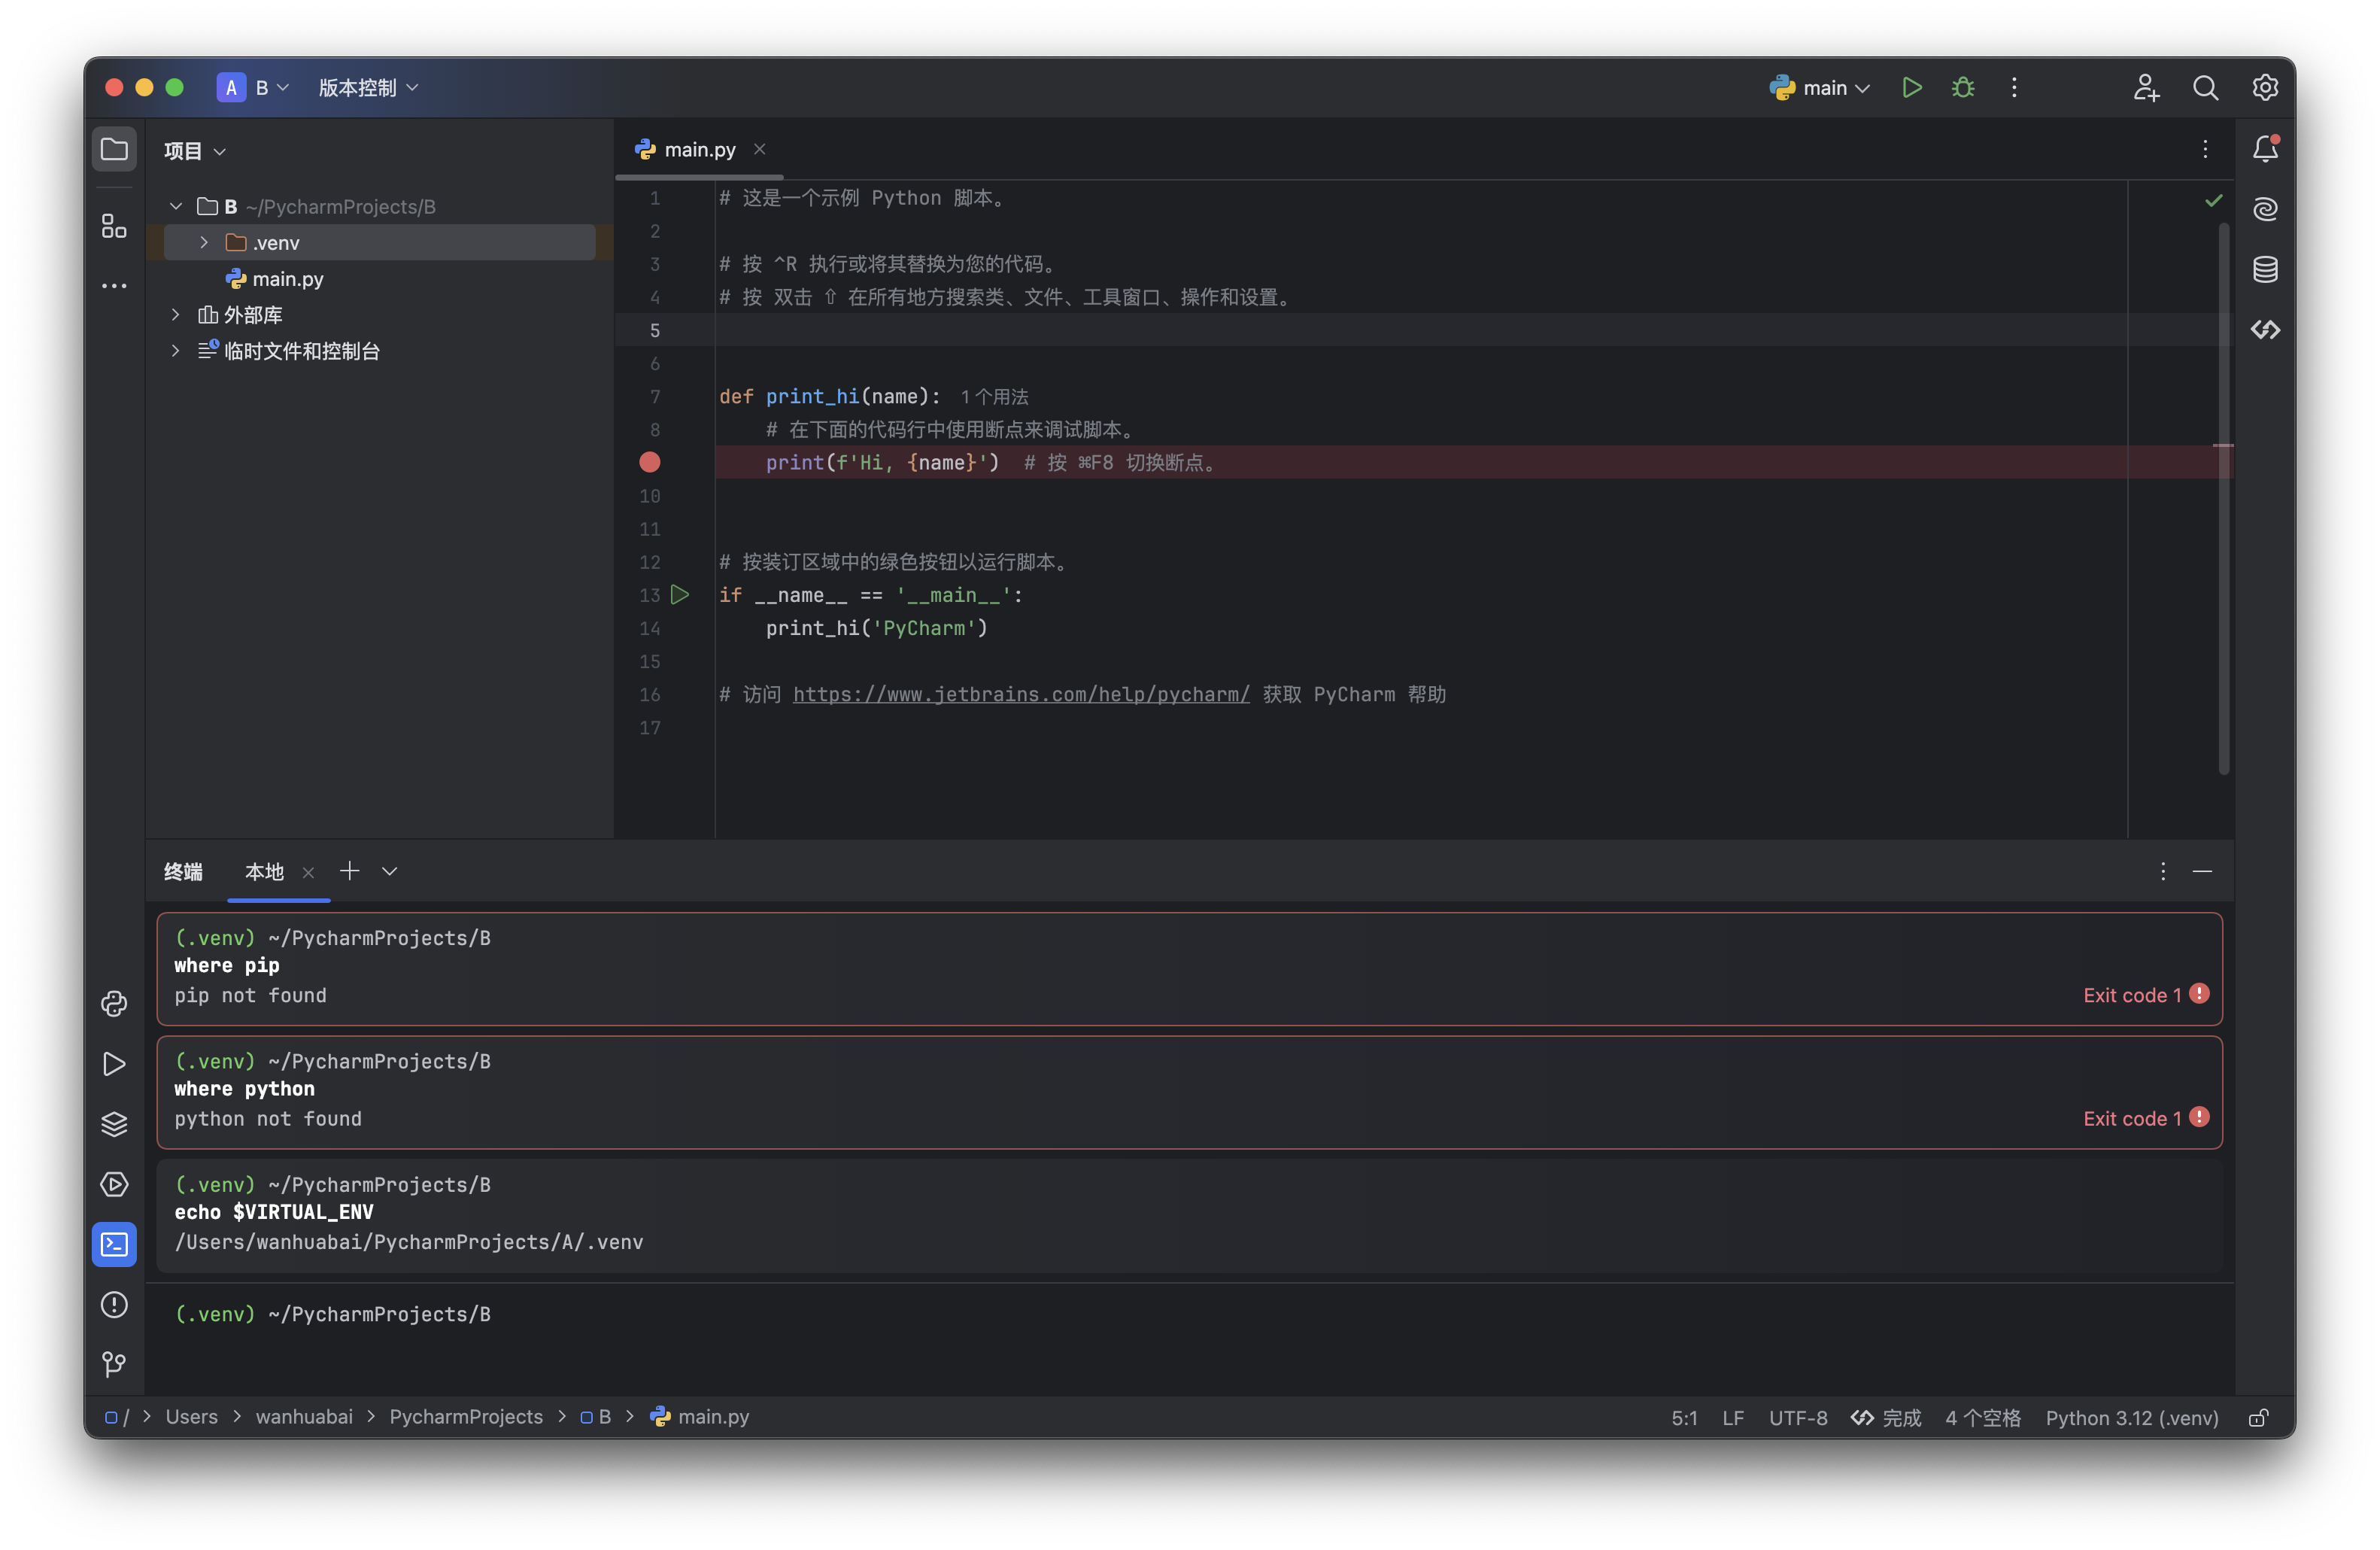 A B 版本控制 main
项目
B ~/PycharmProjects/B
.venv
main.py
外部库
临时文件和控制台
main.py
1 # 这是一个示例 Python 脚本。
2
3 # 按 ^R 执行或将其替换为您的代码。
4 # 按 双击 ⇧ 在所有地方搜索类、文件、工具窗口、操作和设置。
5
6
7 def print_hi(name): 1 个用法
8 # 在下面的代码行中使用断点来调试脚本。
print(f'Hi, {name}') # 按 ⌘F8 切换断点。
10
11
12 # 按装订区域中的绿色按钮以运行脚本。
13 if __name__ == '__main__':
14 print_hi('PyCharm')
15
16 # 访问 https://www.jetbrains.com/help/pycharm/ 获取 PyCharm 帮助
17
终端 本地
(.venv) ~/PycharmProjects/B
where pip
pip not found Exit code 1
(.venv) ~/PycharmProjects/B
where python
python not found Exit code 1
(.venv) ~/PycharmProjects/B
echo $VIRTUAL_ENV
/Users/wanhuabai/PycharmProjects/A/.venv
(.venv) ~/PycharmProjects/B
/ > Users > wanhuabai > PycharmProjects > B > main.py 5:1 LF UTF-8 完成 4 个空格 Python 3.12 (.venv)